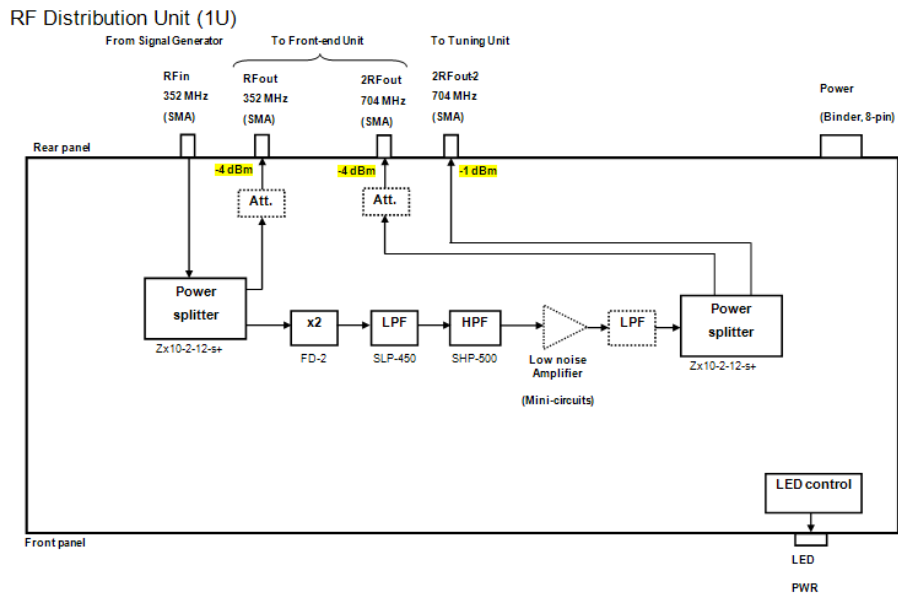 RF Distribution Unit (1U)
From Signal Generator
To Front-end Unit
To Tuning Unit
RFin
352 MHz
(SMA)
RFout
352 MHz
(SMA)
2RFout
704 MHz
(SMA)
2RFout-2
704 MHz
(SMA)
Power
(Binder, 8-pin)
Rear panel
-4 dBm
-4 dBm
-1 dBm
Att.
Att.
Power
splitter
Zx10-2-12-s+
x2
FD-2
LPF
SLP-450
HPF
SHP-500
Low noise
Amplifier
(Mini-circuits)
LPF
Power
splitter
Zx10-2-12-s+
LED control
Front panel
LED
PWR